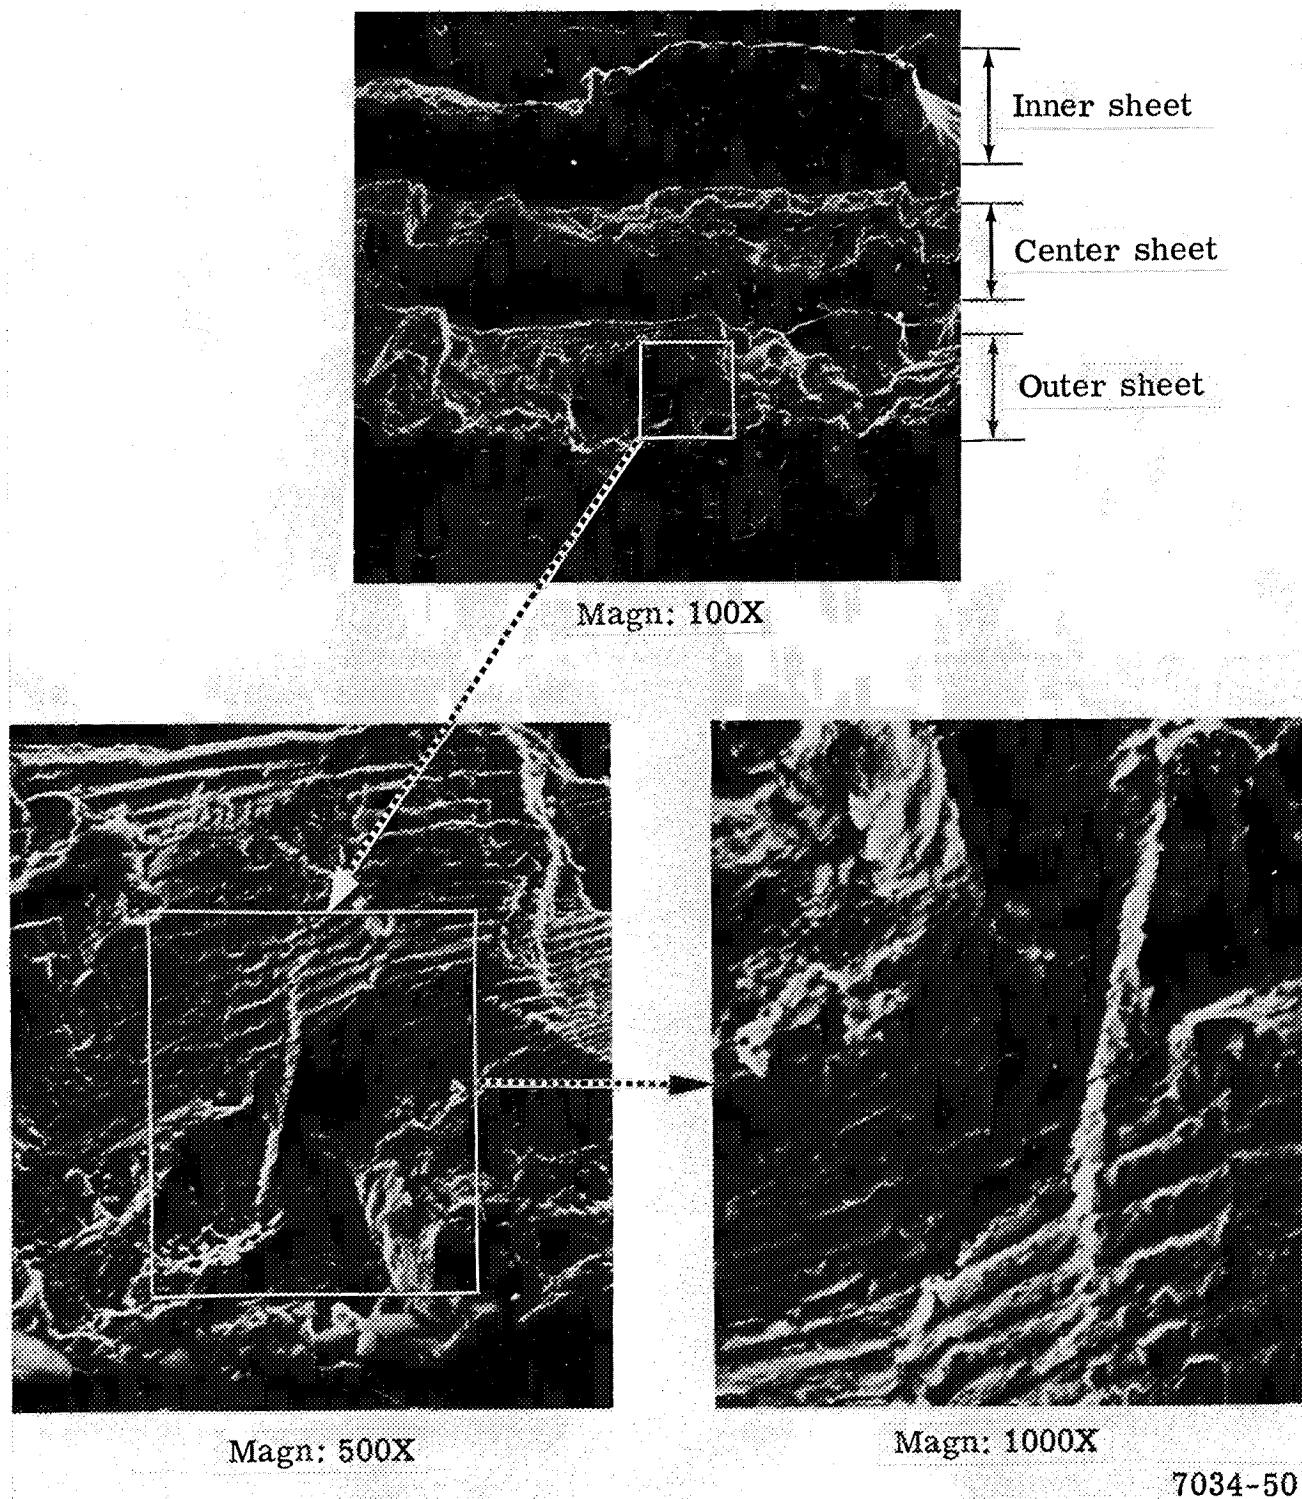 Inner sheet
Center sheet
Outer sheet
Magn: 100X
Magn: 500X
Magn: 1000X
7034-50